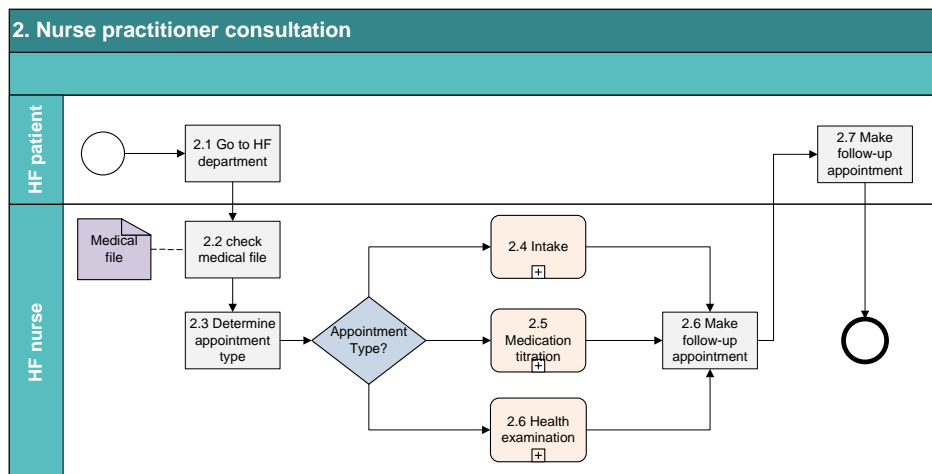 2. Nurse practitioner consultation
HF patient
2.1 Go to HF
department
2.7 Make
follow-up
appointment
HF nurse
Medical
file
2.2 check
medical file
2.3 Determine
appointment
type
Appointment
Type?
2.4 Intake
2.5
Medication
titration
2.6 Health
examination
2.6 Make
follow-up
appointment